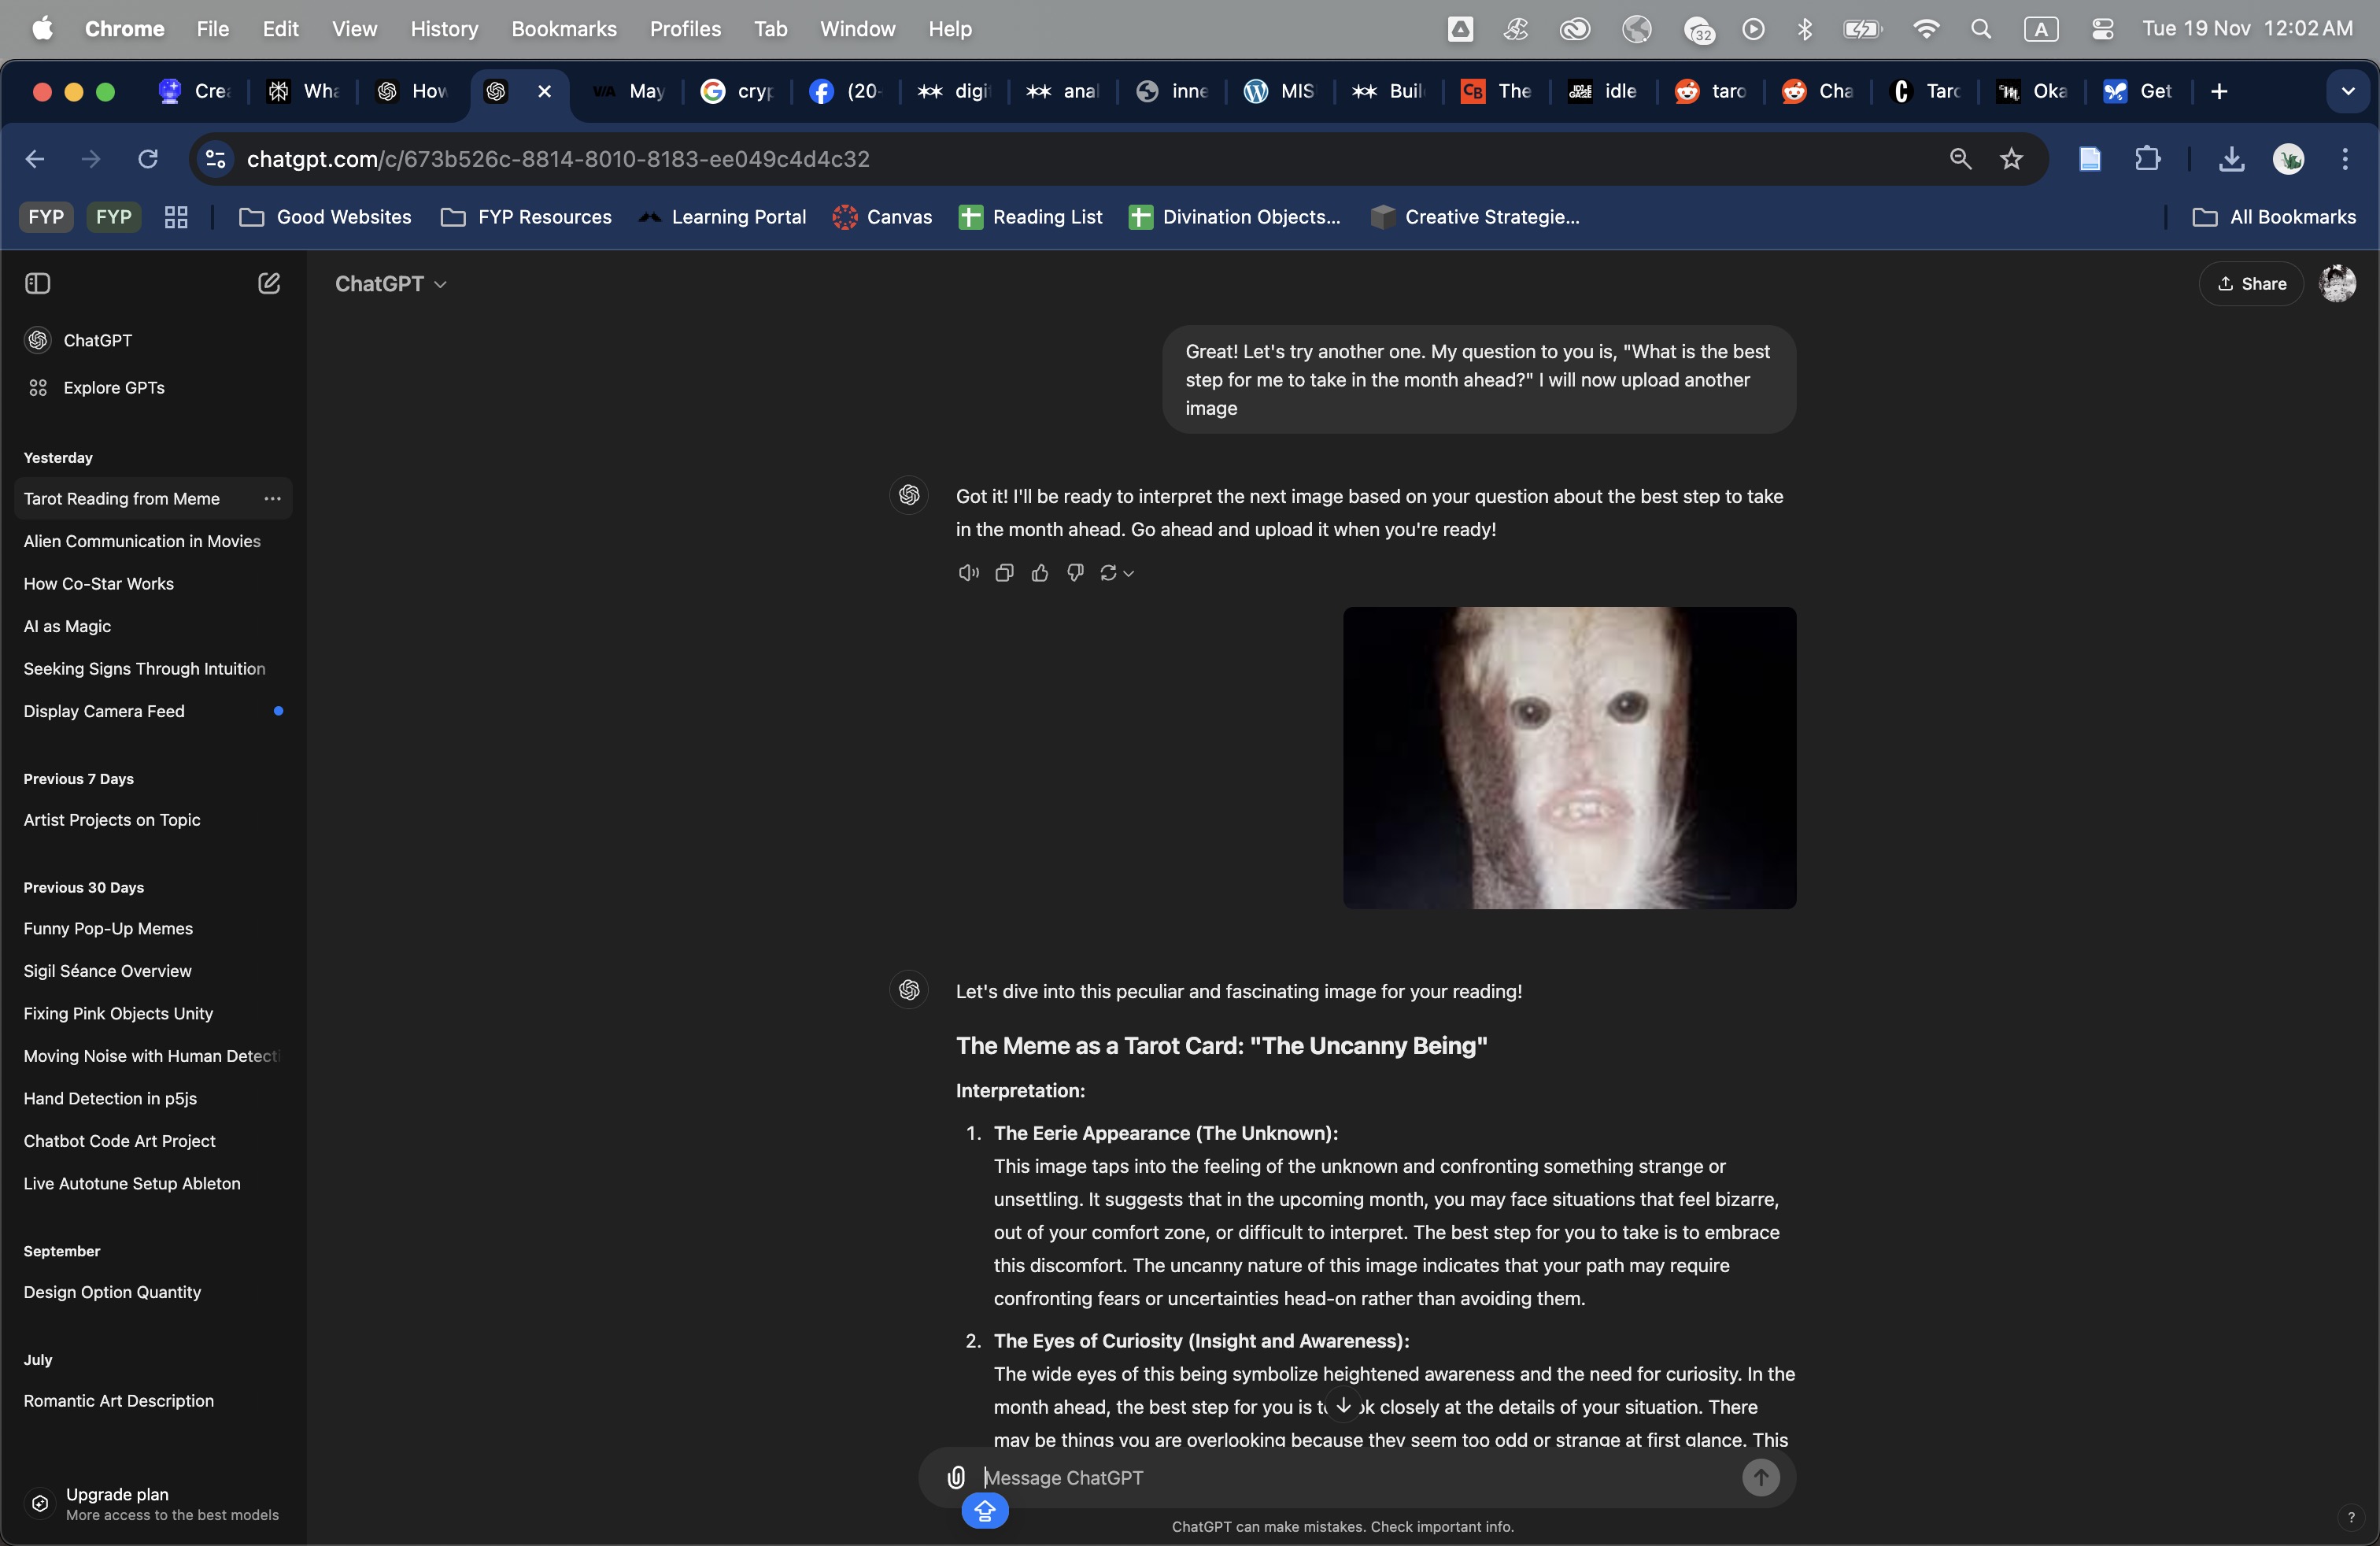 Chrome File Edit View History Bookmarks Profiles Tab Window Help 32 A Tue 19 Nov 12:02 AM
Cre Wha How VIA May cryp (20- digi anal inne MIS Buil CB The idle taro Cha Tarc Oka Get
chatgpt.com/c/673b526c-8814-8010-8183-ee049c4d4c32
FYP FYP Good Websites FYP Resources Learning Portal Canvas Reading List Divination Objects... Creative Strategie... All Bookmarks
ChatGPT
Explore GPTs
Yesterday
Tarot Reading from Meme
Alien Communication in Movies
How Co-Star Works
AI as Magic
Seeking Signs Through Intuition
Display Camera Feed
Previous 7 Days
Artist Projects on Topic
Previous 30 Days
Funny Pop-Up Memes
Sigil Séance Overview
Fixing Pink Objects Unity
Moving Noise with Human Detect
Hand Detection in p5js
Chatbot Code Art Project
Live Autotune Setup Ableton
September
Design Option Quantity
July
Romantic Art Description
Upgrade plan
More access to the best models
ChatGPT
Share
Great! Let's try another one. My question to you is, "What is the best
step for me to take in the month ahead?" I will now upload another
image
Got it! I'll be ready to interpret the next image based on your question about the best step to take
in the month ahead. Go ahead and upload it when you're ready!
Let's dive into this peculiar and fascinating image for your reading!
The Meme as a Tarot Card: "The Uncanny Being"
Interpretation:
1. The Eerie Appearance (The Unknown):
This image taps into the feeling of the unknown and confronting something strange or
unsettling. It suggests that in the upcoming month, you may face situations that feel bizarre,
out of your comfort zone, or difficult to interpret. The best step for you to take is to embrace
this discomfort. The uncanny nature of this image indicates that your path may require
confronting fears or uncertainties head-on rather than avoiding them.
2. The Eyes of Curiosity (Insight and Awareness):
The wide eyes of this being symbolize heightened awareness and the need for curiosity. In the
month ahead, the best step for you is t ok closely at the details of your situation. There
may be things you are overlooking because they seem too odd or strange at first glance. This
Message ChatGPT
ChatGPT can make mistakes. Check important info.
?